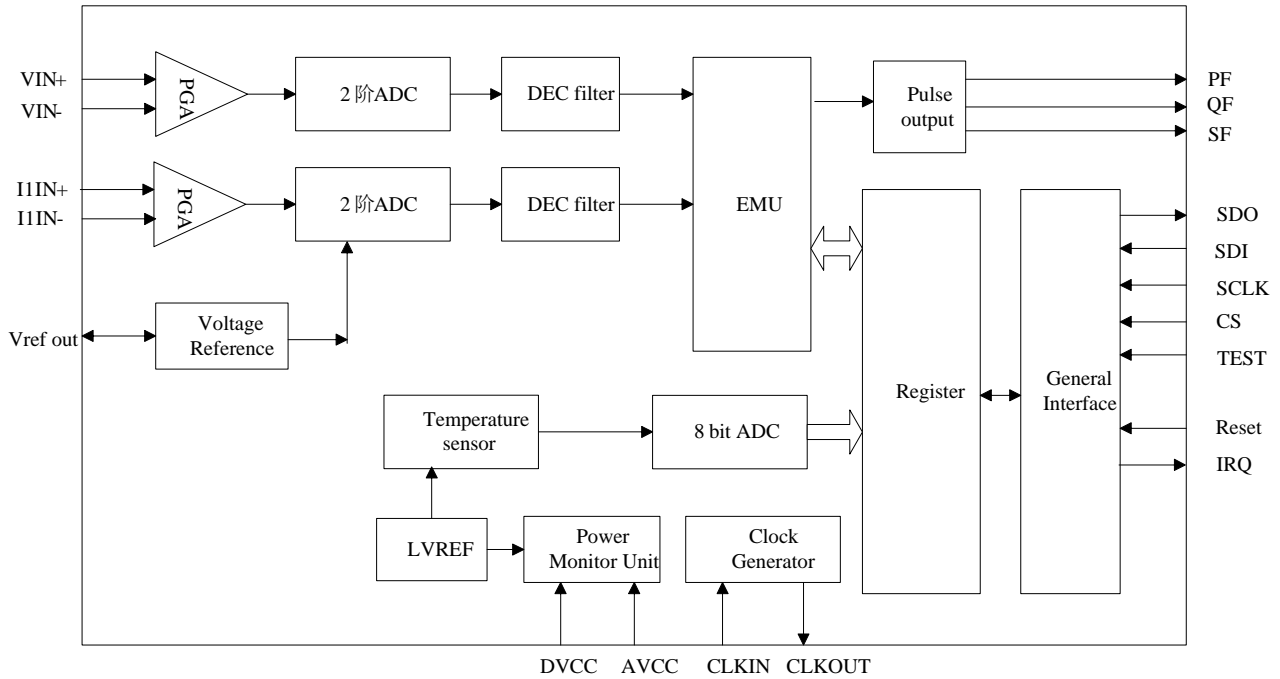 VIN+
VIN-
PGA
2 阶ADC
DEC filter
EMU
Pulse
output
PF
QF
SF
I1IN+
I1IN-
PGA
2 阶ADC
DEC filter
Vref out
Voltage
Reference
Temperature
sensor
8 bit ADC
Register
General
Interface
SDO
SDI
SCLK
CS
TEST
Reset
IRQ
LVREF
Power
Monitor Unit
Clock
Generator
DVCC
AVCC
CLKIN
CLKOUT